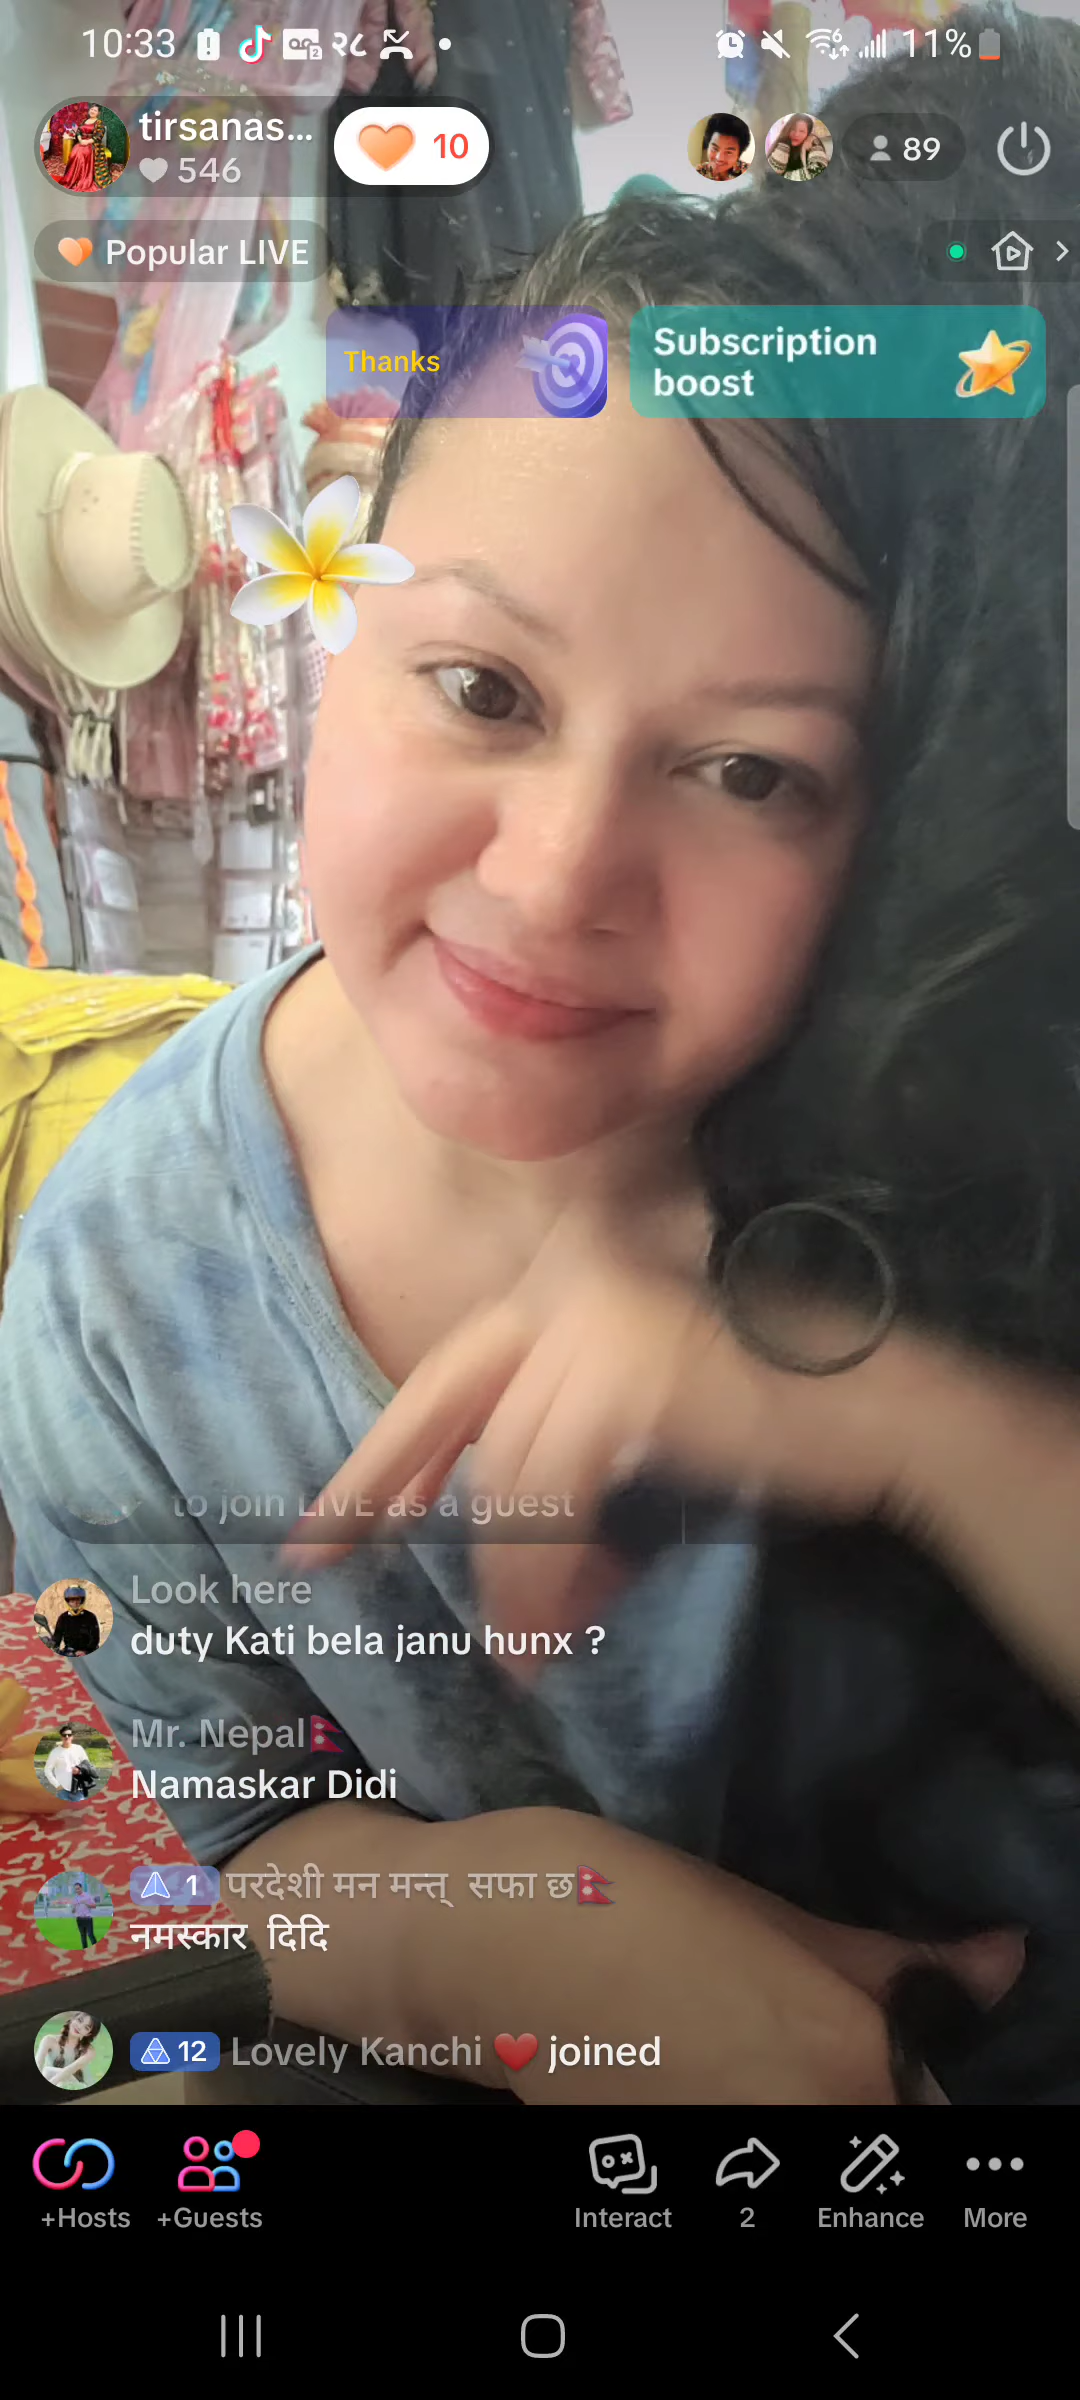 10:33
२८
11%
tirsanas...
546
10
89
Popular LIVE
Thanks
Subscription
boost
to join LIVE as a guest
Look here
duty Kati bela janu hunx ?
Mr. Nepal🇳🇵
Namaskar Didi
1 परदेशी मन मन्त् सफा छ🇳🇵
नमस्कार दिदि
12 Lovely Kanchi ❤️ joined
+Hosts
+Guests
Interact
2
Enhance
More